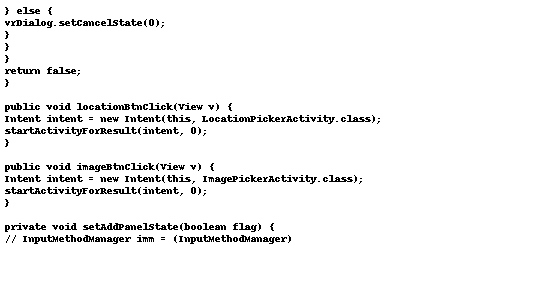 } else {
vrDialog.setCancelState(0);
}
}
}
return false;
}
public void locationBtnClick(View v) {
Intent intent = new Intent(this, LocationPickerActivity.class);
startActivityForResult(intent, 0);
}
public void imageBtnClick(View v) {
Intent intent = new Intent(this, ImagePickerActivity.class);
startActivityForResult(intent, 0);
}
private void setAddPanelState(boolean flag) {
// InputMethodManager imm = (InputMethodManager)